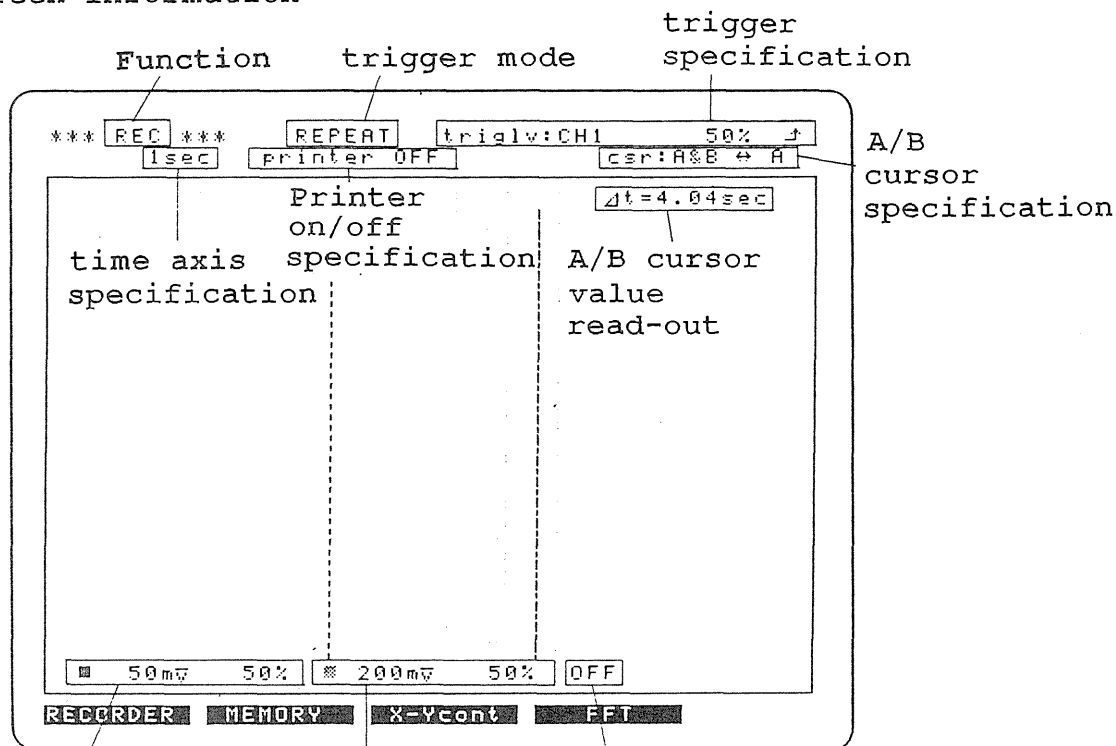 information
trigger
Function trigger mode specification
*** REC *** REPEAT triglv:CH1 50% ↥
1sec printer OFF csr:A&B ↔ A
A/B
cursor
specification
Printer
on/off
specification
⊿t=4.04sec
time axis
specification
A/B cursor
value
read-out
50mV 50% 200mV 50% OFF
RECORDER MEMORY X-Ycont FFT